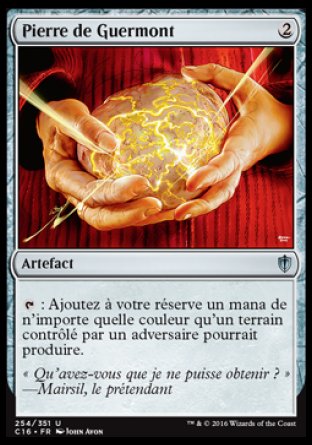 Pierre de Guermont 2
Artefact
: Ajoutez à votre réserve un mana de
n'importe quelle couleur qu'un terrain
contrôlé par un adversaire pourrait
produire.
« Qu'avez-vous que je ne puisse obtenir ? »
—Mairsil, le prétendant
254/351 U
C16 • FR John Avon
™ & © 2016 Wizards of the Coast